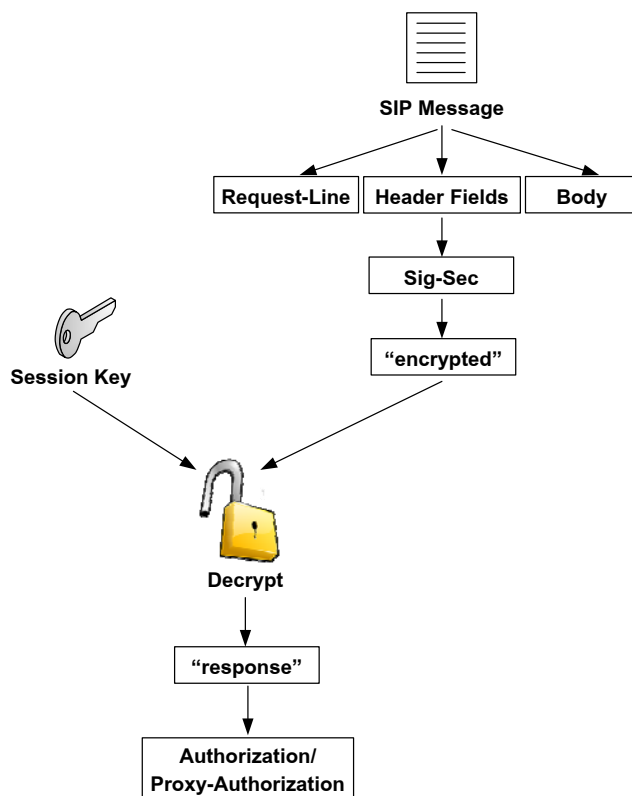 SIP Message
Request-Line
Header Fields
Body
Sig-Sec
“encrypted”
Session Key
Decrypt
“response”
Authorization/
Proxy-Authorization